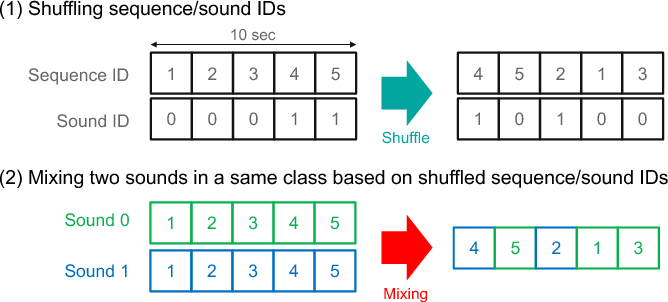 (1) Shuffling sequence/sound IDs
10 sec
Sequence ID 1 2 3 4 5 4 5 2 1 3
Sound ID 0 0 0 1 1 1 0 1 0 0
Shuffle
(2) Mixing two sounds in a same class based on shuffled sequence/sound IDs
Sound 0 1 2 3 4 5
4 5 2 1 3
Sound 1 1 2 3 4 5
Mixing